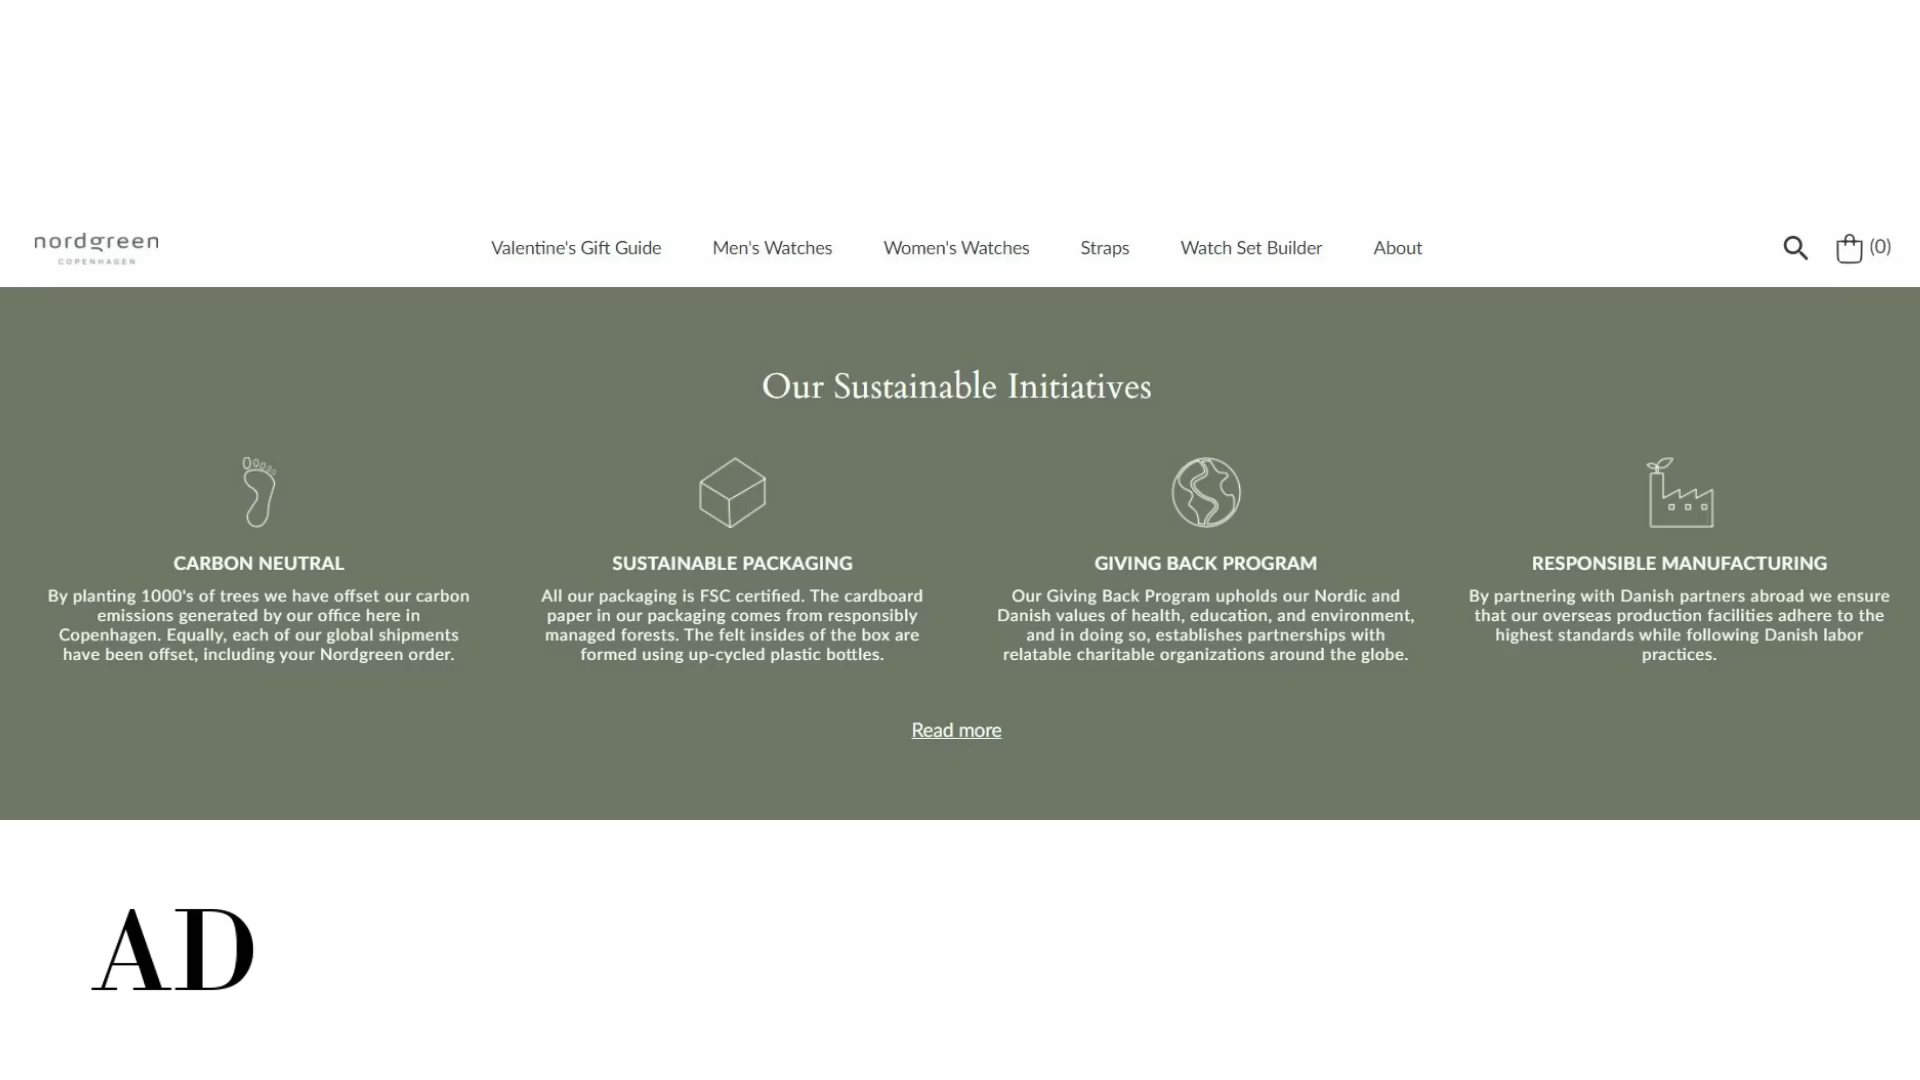 nordgreen
COPENHAGEN
Valentine's Gift Guide
Men's Watches
Women's Watches
Straps
Watch Set Builder
About
(0)
Our Sustainable Initiatives
CARBON NEUTRAL
By planting 1000's of trees we have offset our carbon
emissions generated by our office here in
Copenhagen. Equally, each of our global shipments
have been offset, including your Nordgreen order.
SUSTAINABLE PACKAGING
All our packaging is FSC certified. The cardboard
paper in our packaging comes from responsibly
managed forests. The felt insides of the box are
formed using up-cycled plastic bottles.
GIVING BACK PROGRAM
Our Giving Back Program upholds our Nordic and
Danish values of health, education, and environment,
and in doing so, establishes partnerships with
relatable charitable organizations around the globe.
RESPONSIBLE MANUFACTURING
By partnering with Danish partners abroad we ensure
that our overseas production facilities adhere to the
highest standards while following Danish labor
practices.
Read more
AD